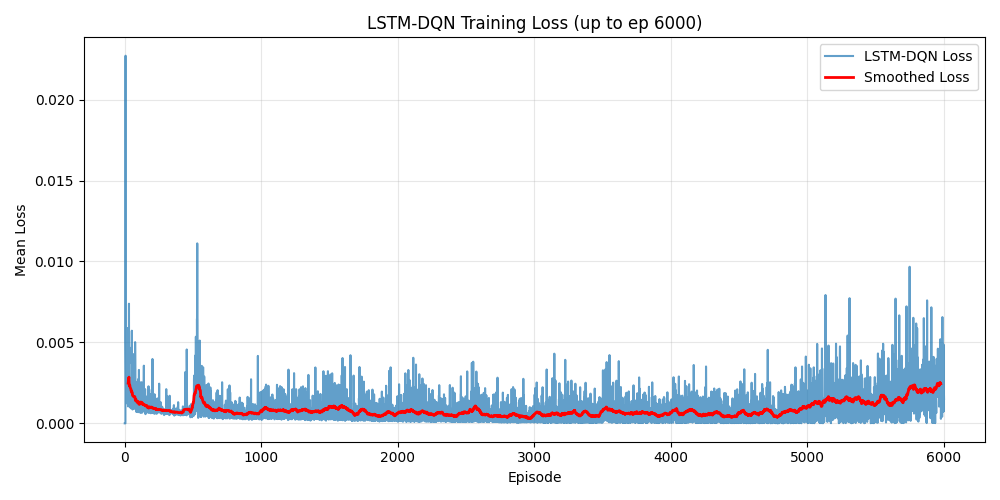 LSTM-DQN Training Loss (up to ep 6000)
LSTM-DQN Loss
Smoothed Loss
Mean Loss
0.020
0.015
0.010
0.005
0.000
0 1000 2000 3000 4000 5000 6000
Episode